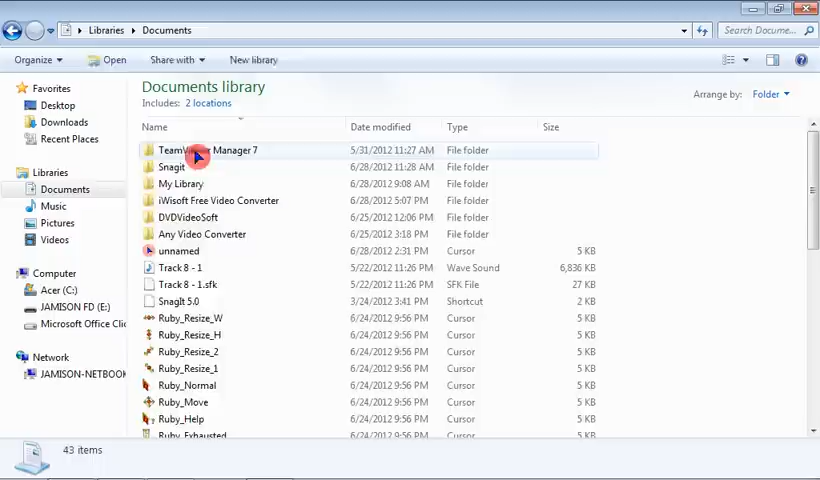 Libraries Documents Search Docume...
Organize Open Share with New library
Favorites
Desktop
Downloads
Recent Places
Libraries
Documents
Music
Pictures
Videos
Computer
Acer (C:)
JAMISON FD (E:)
Microsoft Office Clic
Network
JAMISON-NETBOOK
Documents library
Includes: 2 locations
Arrange by: Folder
Name Date modified Type Size
TeamV Manager 7 5/31/2012 11:27 AM File folder
Snagit 6/28/2012 11:28 AM File folder
My Library 6/28/2012 9:08 AM File folder
iWisoft Free Video Converter 6/28/2012 5:07 PM File folder
DVDVideoSoft 6/25/2012 12:06 PM File folder
Any Video Converter 6/24/2012 3:18 PM File folder
unnamed 6/28/2012 2:31 PM Cursor 5 KB
Track 8 - 1 5/22/2012 11:26 PM Wave Sound 6,836 KB
Track 8 - 1.sfk 5/22/2012 11:26 PM SFK File 27 KB
SnagIt 5.0 3/24/2012 3:41 PM Shortcut 2 KB
Ruby_Resize_W 6/24/2012 9:56 PM Cursor 5 KB
Ruby_Resize_H 6/24/2012 9:56 PM Cursor 5 KB
Ruby_Resize_2 6/24/2012 9:56 PM Cursor 5 KB
Ruby_Resize_1 6/24/2012 9:56 PM Cursor 5 KB
Ruby_Normal 6/24/2012 9:56 PM Cursor 5 KB
Ruby_Move 6/24/2012 9:56 PM Cursor 5 KB
Ruby_Help 6/24/2012 9:56 PM Cursor 5 KB
Ruby_Exhausted 6/24/2012 9:56 PM Cursor 5 KB
43 items